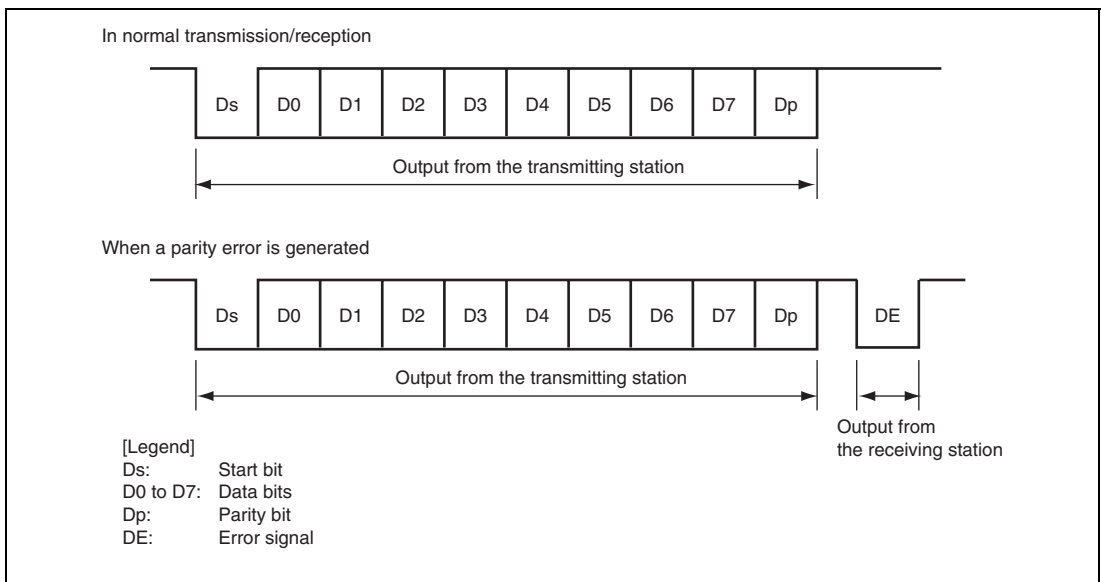 In normal transmission/reception
Ds D0 D1 D2 D3 D4 D5 D6 D7 Dp
Output from the transmitting station
When a parity error is generated
Ds D0 D1 D2 D3 D4 D5 D6 D7 Dp DE
Output from the transmitting station
Output from
the receiving station
[Legend]
Ds: Start bit
D0 to D7: Data bits
Dp: Parity bit
DE: Error signal